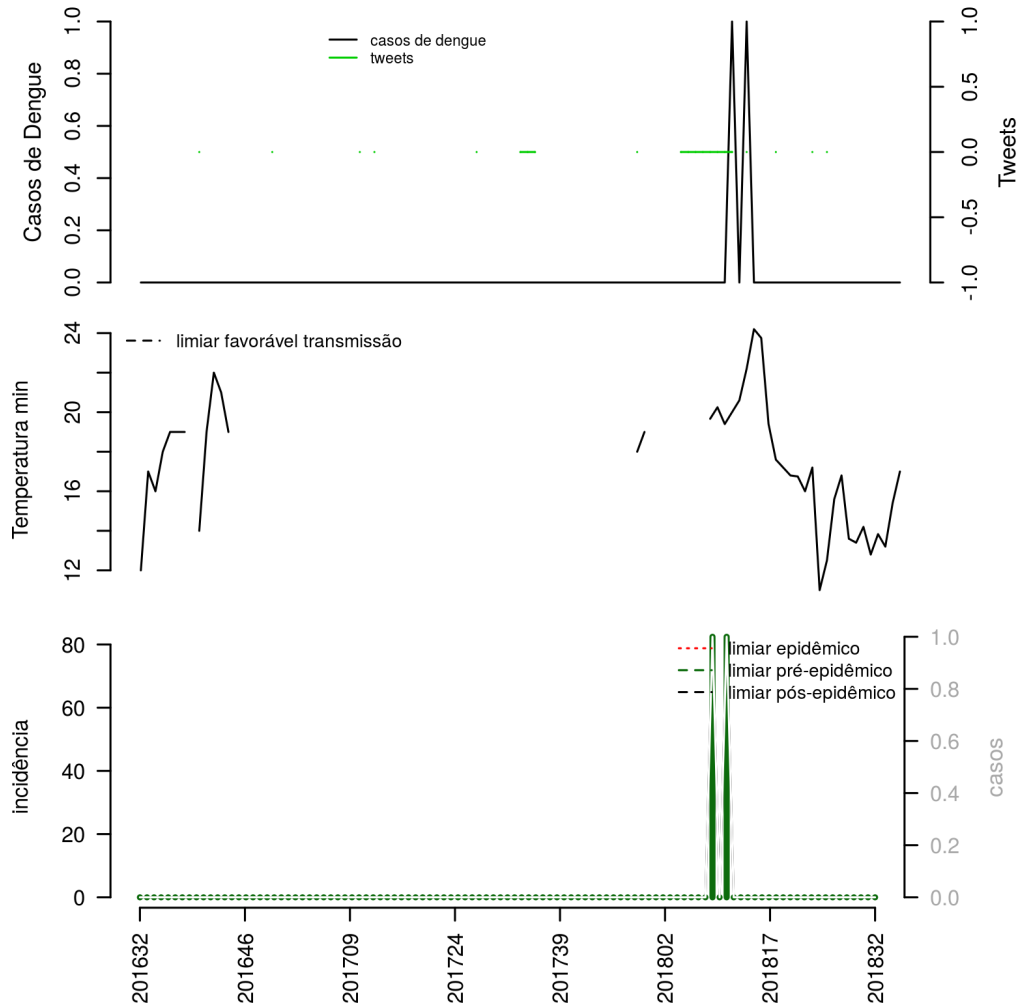 Casos de Dengue
0.0 0.2 0.4 0.6 0.8 1.0
casos de dengue
tweets
-1.0 -0.5 0.0 0.5 1.0
Tweets
Temperatura min
12 16 20 24
limiar favorável transmissão
incidência
80
60
40
20
0
limiar epidêmico
limiar pré-epidêmico
limiar pós-epidêmico
1.0
0.8
0.6
0.4
0.2
0.0
casos
201632 201646 201709 201724 201739 201802 201817 201832